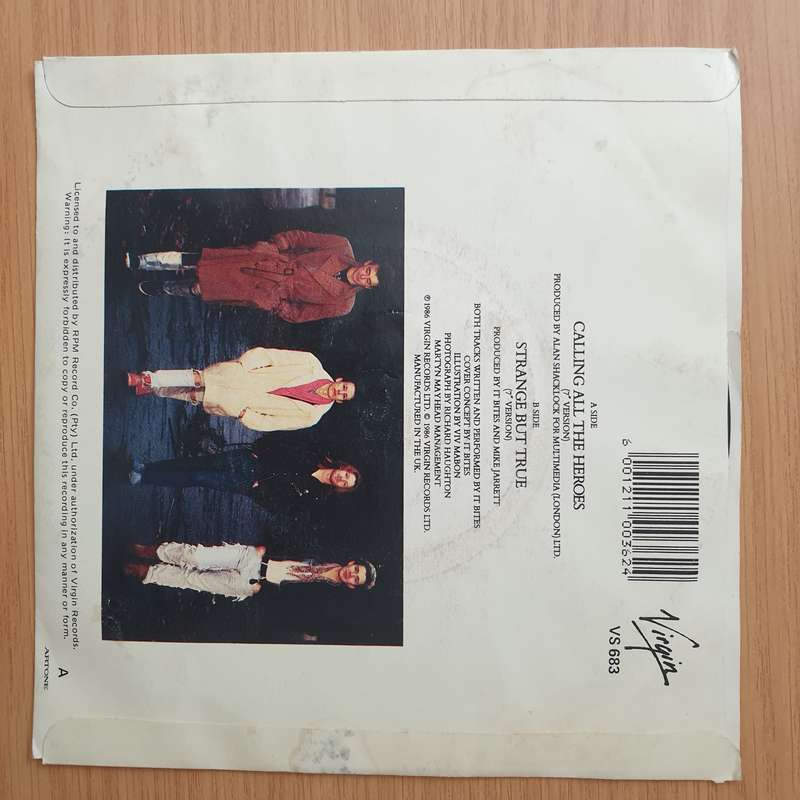 6 001211 003624
Virgin
VS 683
A SIDE
CALLING ALL THE HEROES
(7" VERSION)
PRODUCED BY ALAN SHACKLOCK FOR MULTIMEDIA (LONDON) LTD.
B SIDE
STRANGE BUT TRUE
(7" VERSION)
PRODUCED BY IT BITES AND MIKE JARRETT
BOTH TRACKS WRITTEN AND PERFORMED BY IT BITES
COVER CONCEPT BY IT BITES
ILLUSTRATION BY VIV MABON
PHOTOGRAPH BY RICHARD HAUGHTON
MARTYN MAYHEAD MANAGEMENT
℗ 1986 VIRGIN RECORDS LTD. © 1986 VIRGIN RECORDS LTD.
MANUFACTURED IN THE UK.
Licensed to and distributed by RPM Record Co. (Pty) Ltd. under authorization of Virgin Records.
Warning: it is expressly forbidden to copy or reproduce this recording in any manner or form.
A
ARTONE